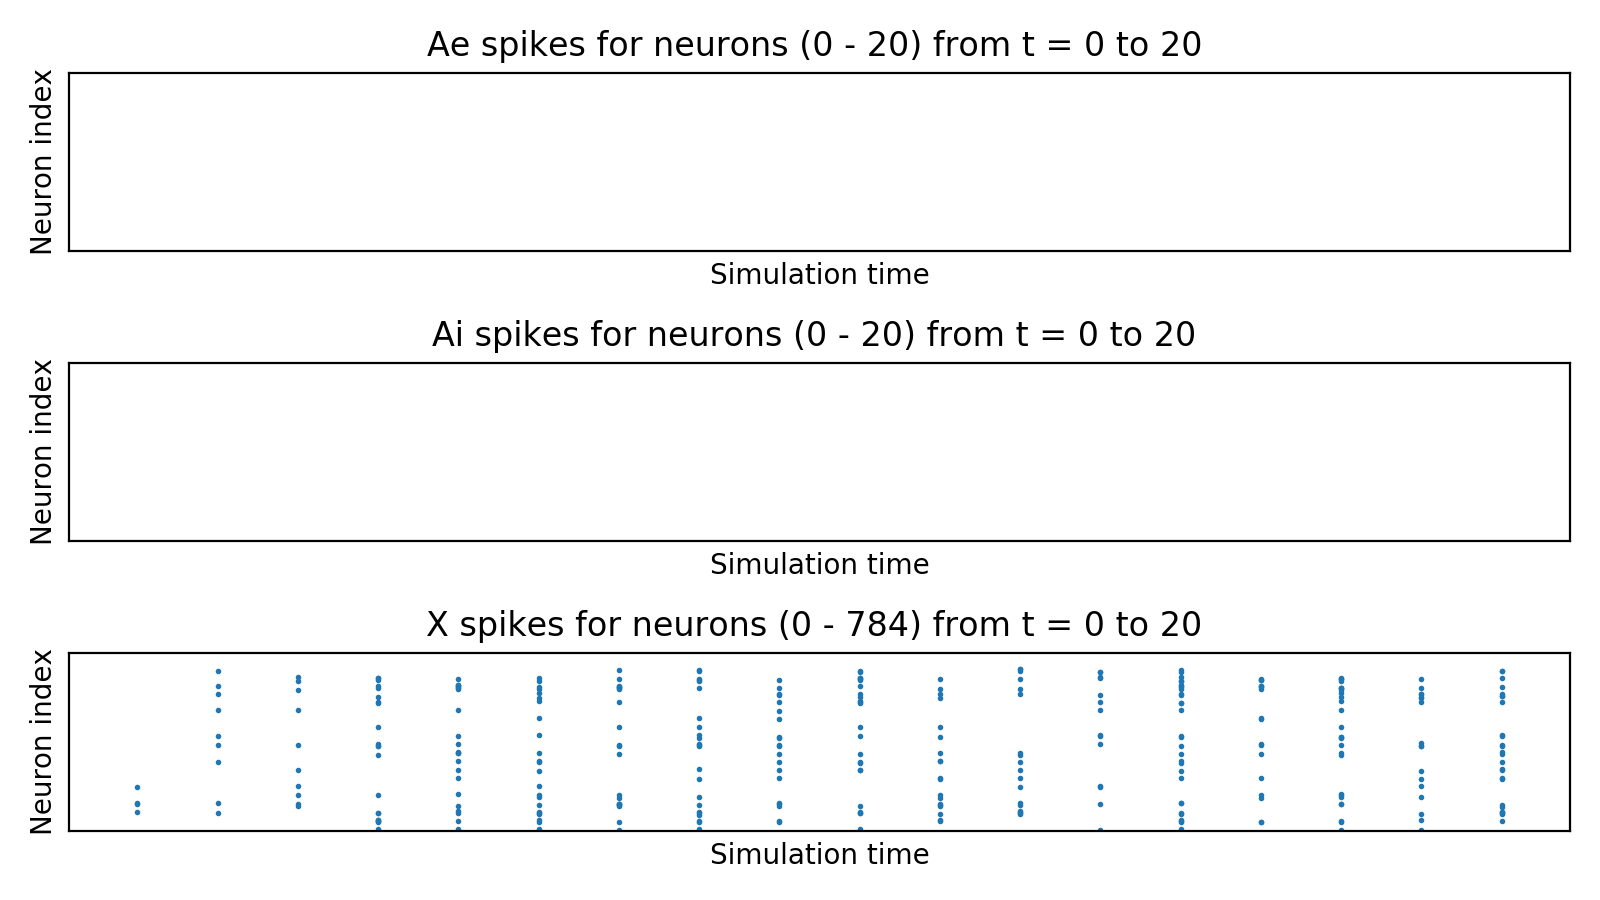 Ae spikes for neurons (0 - 20) from t = 0 to 20
Neuron index
Simulation time
Ai spikes for neurons (0 - 20) from t = 0 to 20
Neuron index
Simulation time
X spikes for neurons (0 - 784) from t = 0 to 20
Neuron index
Simulation time